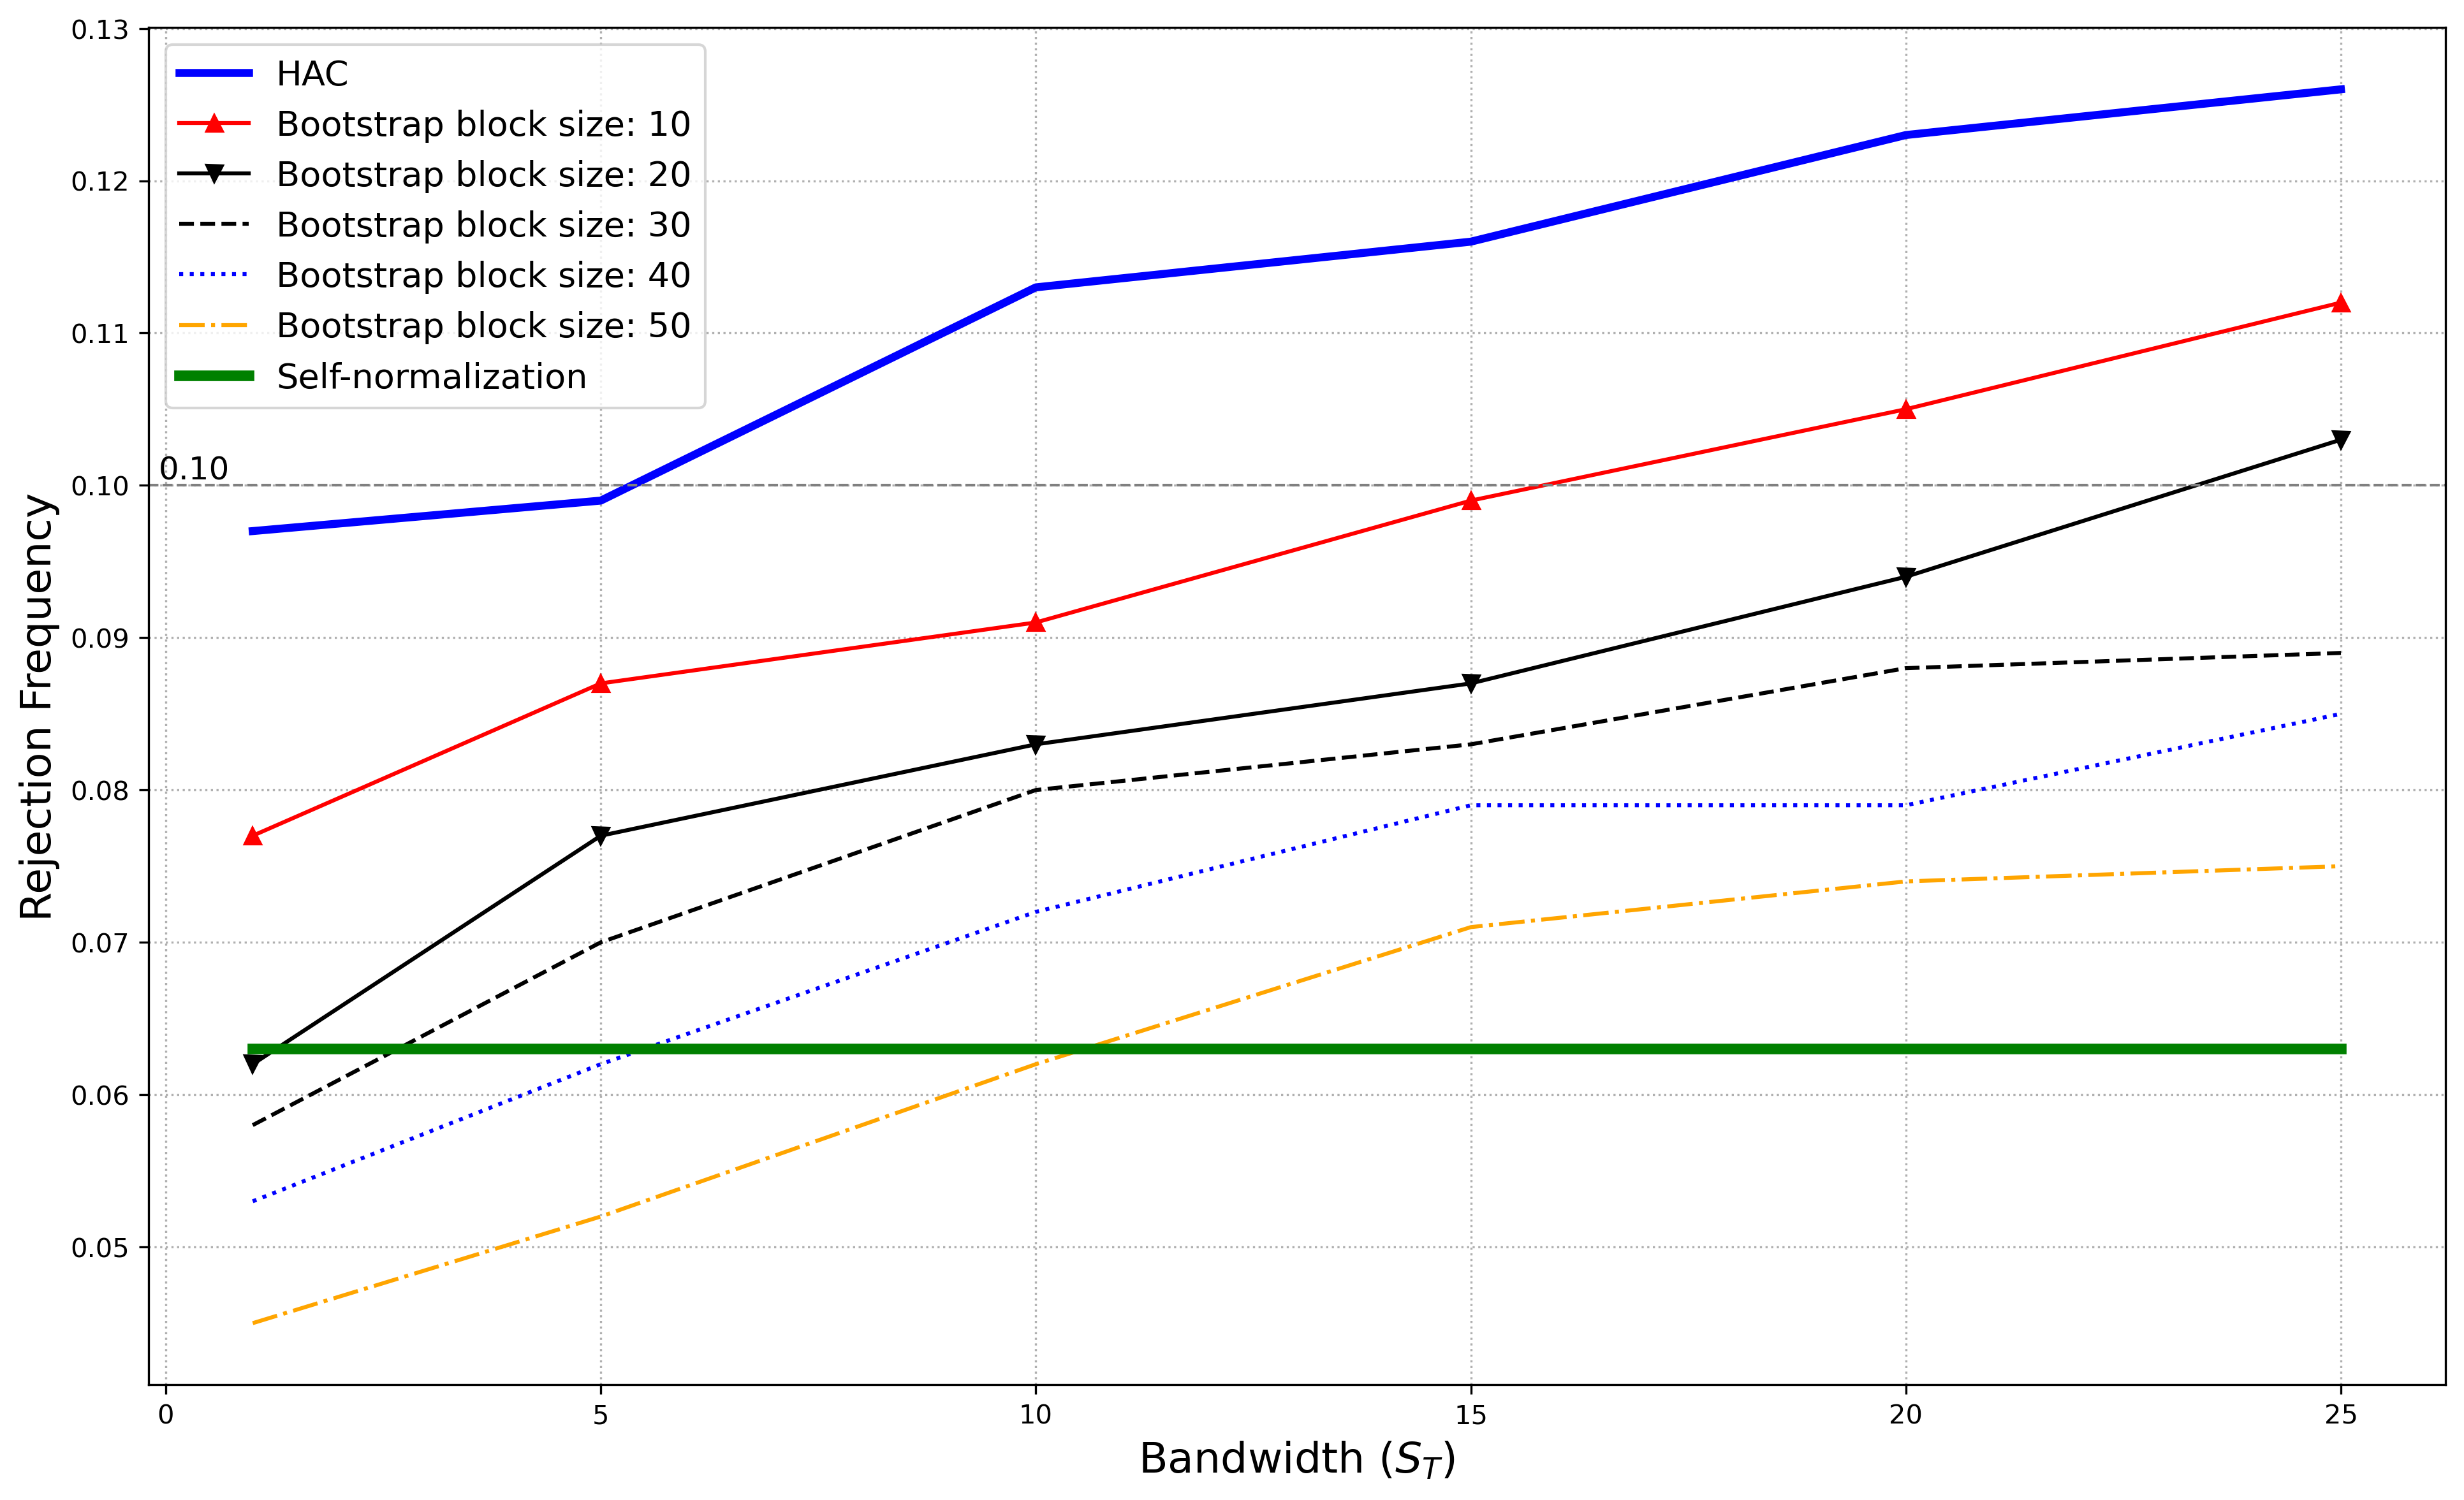 0.13
0.12
0.11
0.10
0.09
0.08
0.07
0.06
0.05
Rejection Frequency
HAC
Bootstrap block size: 10
Bootstrap block size: 20
Bootstrap block size: 30
Bootstrap block size: 40
Bootstrap block size: 50
Self-normalization
0.10
0 5 10 15 20 25
Bandwidth (S_T)